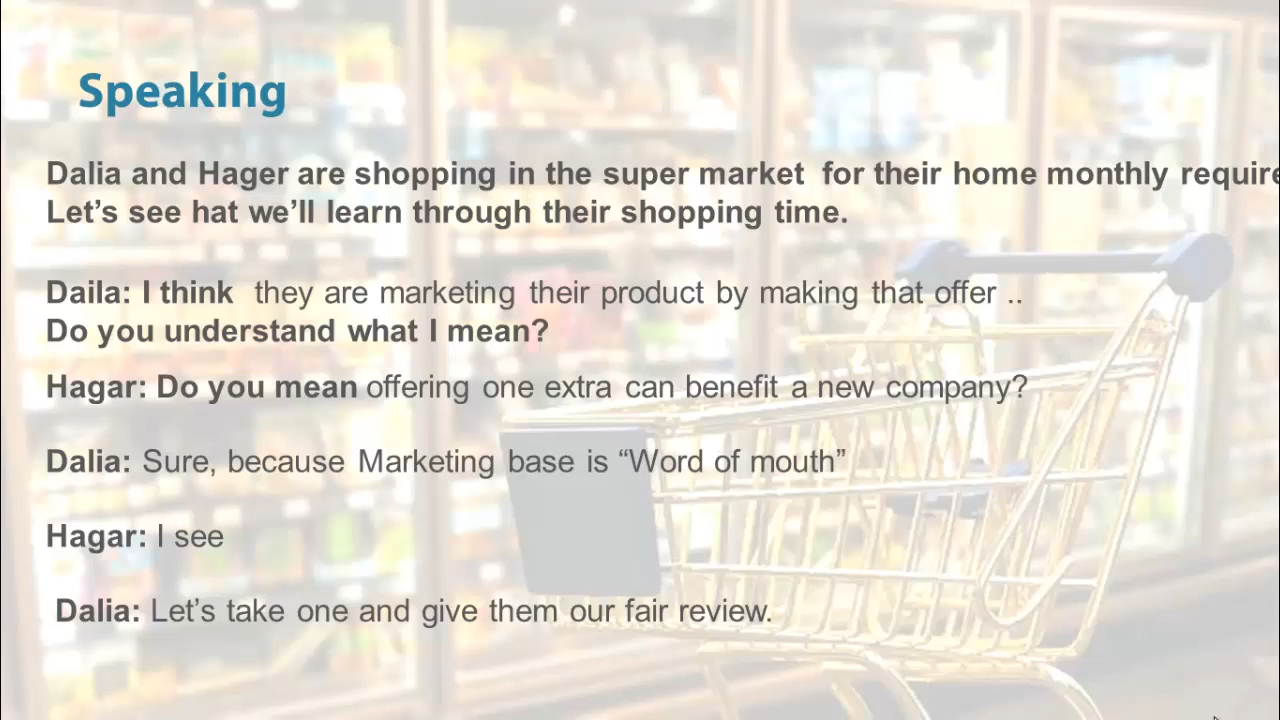 Speaking
Dalia and Hager are shopping in the super market for their home monthly require
Let’s see hat we’ll learn through their shopping time.
Daila: I think they are marketing their product by making that offer ..
Do you understand what I mean?
Hagar: Do you mean offering one extra can benefit a new company?
Dalia: Sure, because Marketing base is “Word of mouth”
Hagar: I see
Dalia: Let’s take one and give them our fair review.